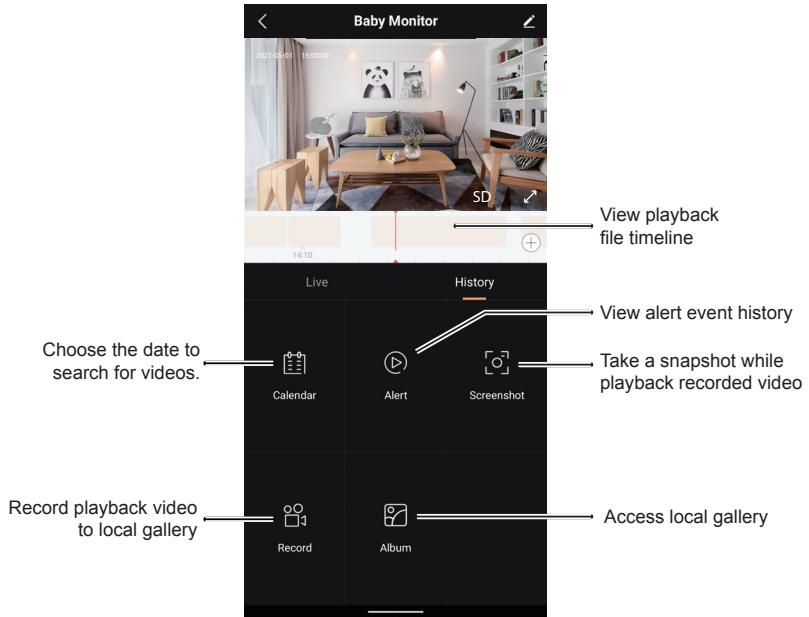 Baby Monitor
2021-05-01 15:00:00
SD
View playback
file timeline
14:10
Live
History
View alert event history
Choose the date to
search for videos.
Take a snapshot while
playback recorded video
Calendar
Alert
Screenshot
Record playback video
to local gallery
Access local gallery
Record
Album